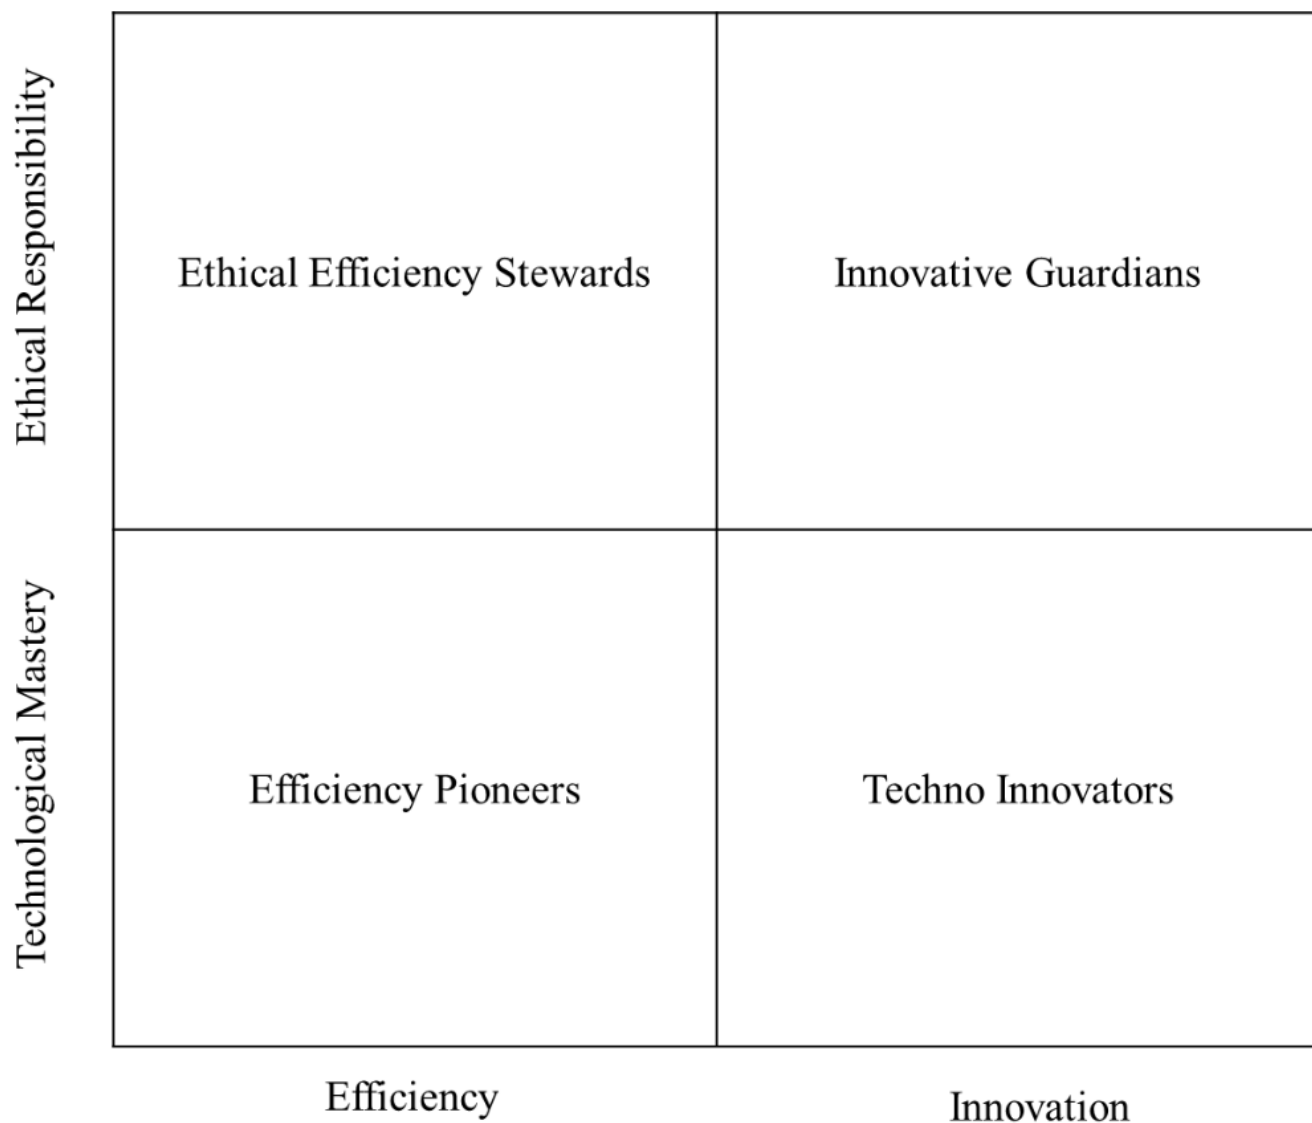 Ethical Responsibility
Ethical Efficiency Stewards
Innovative Guardians
Technological Mastery
Efficiency Pioneers
Techno Innovators
Efficiency
Innovation